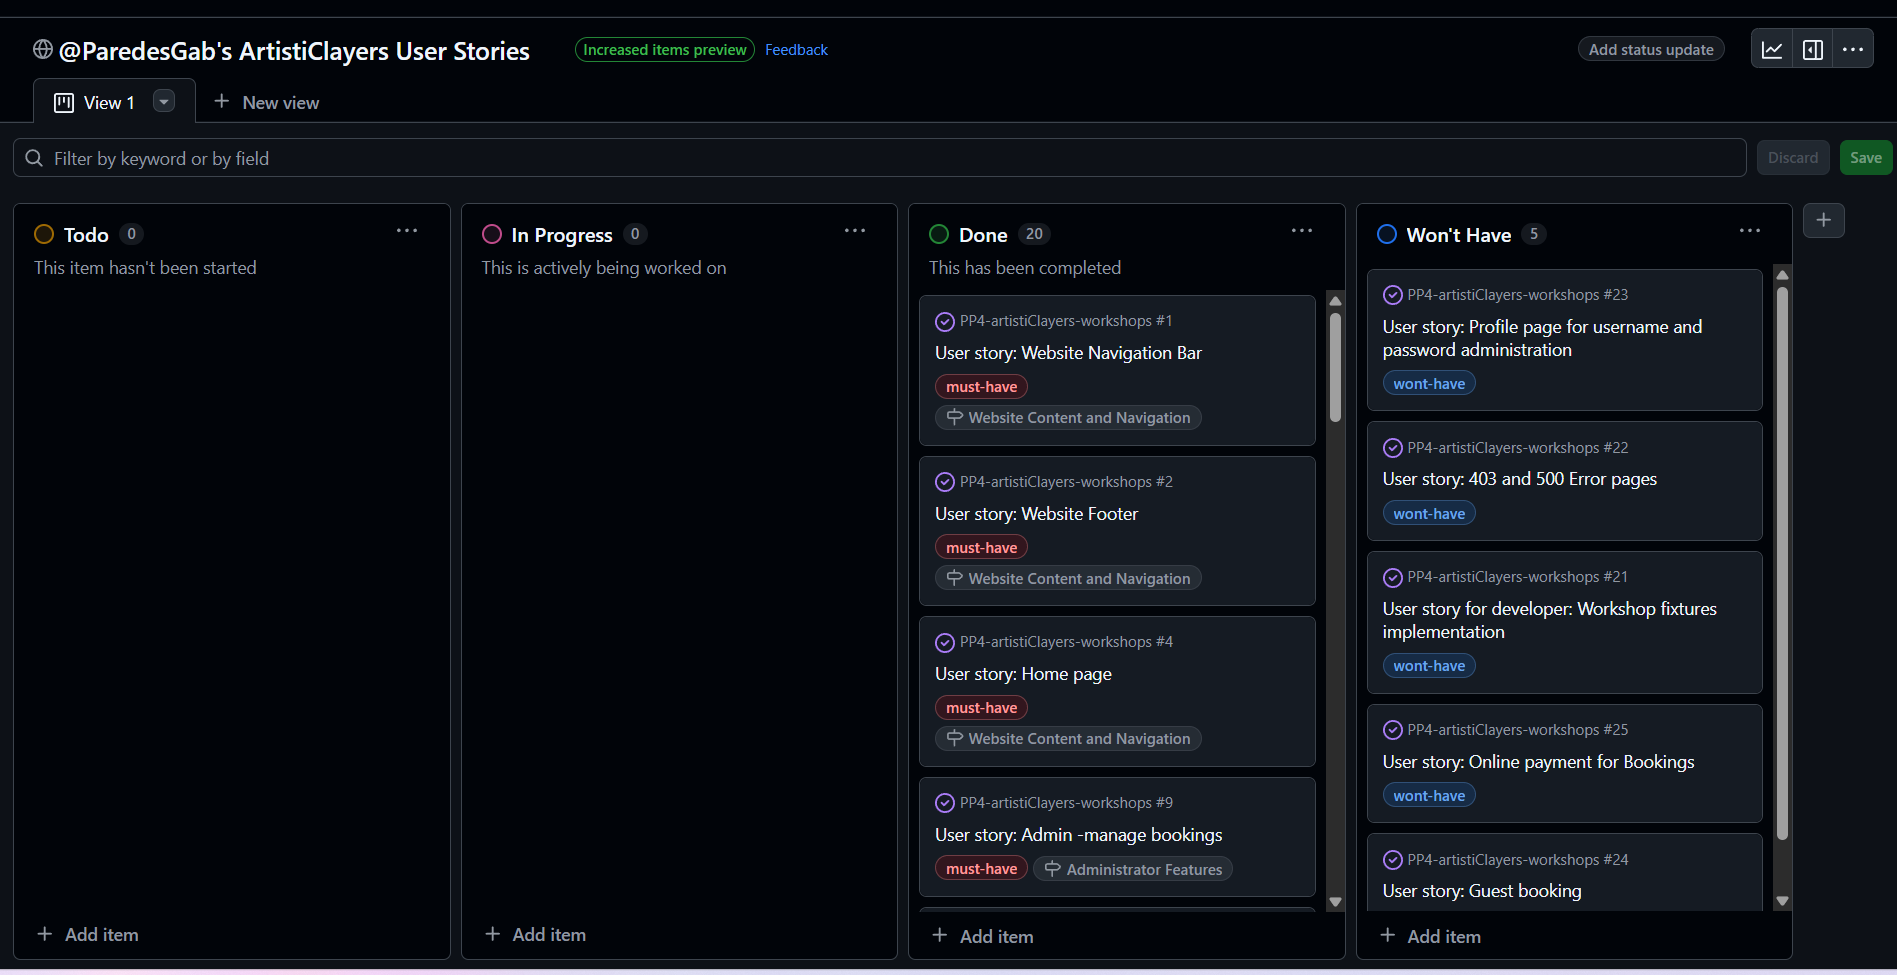 @ParedesGab's ArtistiClayers User Stories
Increased items preview
Feedback
Add status update
View 1
New view
Filter by keyword or by field
Discard
Save
Todo 0
This item hasn't been started
Add item
In Progress 0
This is actively being worked on
Add item
Done 20
This has been completed
PP4-artistiClayers-workshops #1
User story: Website Navigation Bar
must-have
Website Content and Navigation
PP4-artistiClayers-workshops #2
User story: Website Footer
must-have
Website Content and Navigation
PP4-artistiClayers-workshops #4
User story: Home page
must-have
Website Content and Navigation
PP4-artistiClayers-workshops #9
User story: Admin -manage bookings
must-have Administrator Features
Add item
Won't Have 5
PP4-artistiClayers-workshops #23
User story: Profile page for username and
password administration
wont-have
PP4-artistiClayers-workshops #22
User story: 403 and 500 Error pages
wont-have
PP4-artistiClayers-workshops #21
User story for developer: Workshop fixtures
implementation
wont-have
PP4-artistiClayers-workshops #25
User story: Online payment for Bookings
wont-have
PP4-artistiClayers-workshops #24
User story: Guest booking
Add item